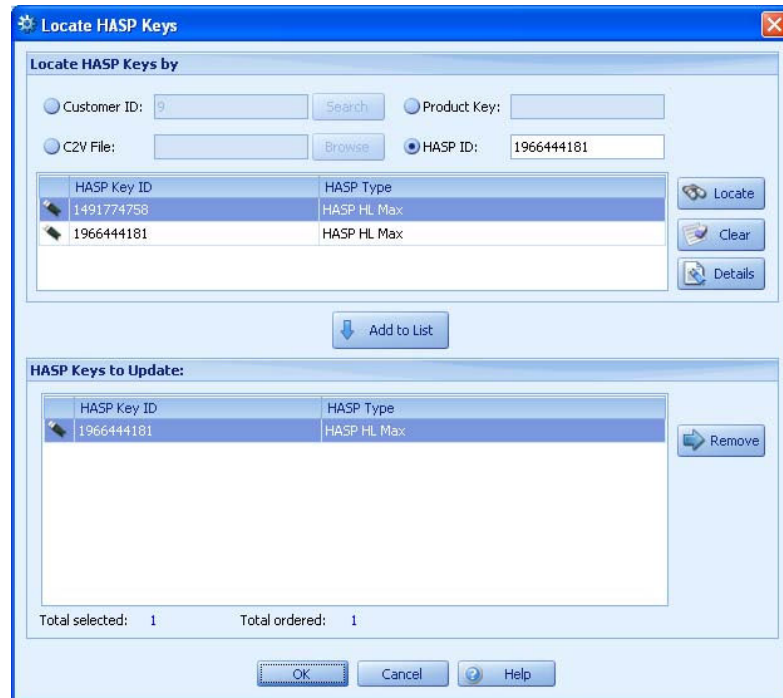 Locate HASP Keys
Locate HASP Keys by
Customer ID: 9 Search Product Key:
C2V File: Browse HASP ID: 1966444181
HASP Key ID HASP Type
1491774758 HASP HL Max
1966444181 HASP HL Max
Locate
Clear
Details
Add to List
HASP Keys to Update:
HASP Key ID HASP Type
1966444181 HASP HL Max
Remove
Total selected: 1 Total ordered: 1
OK Cancel Help